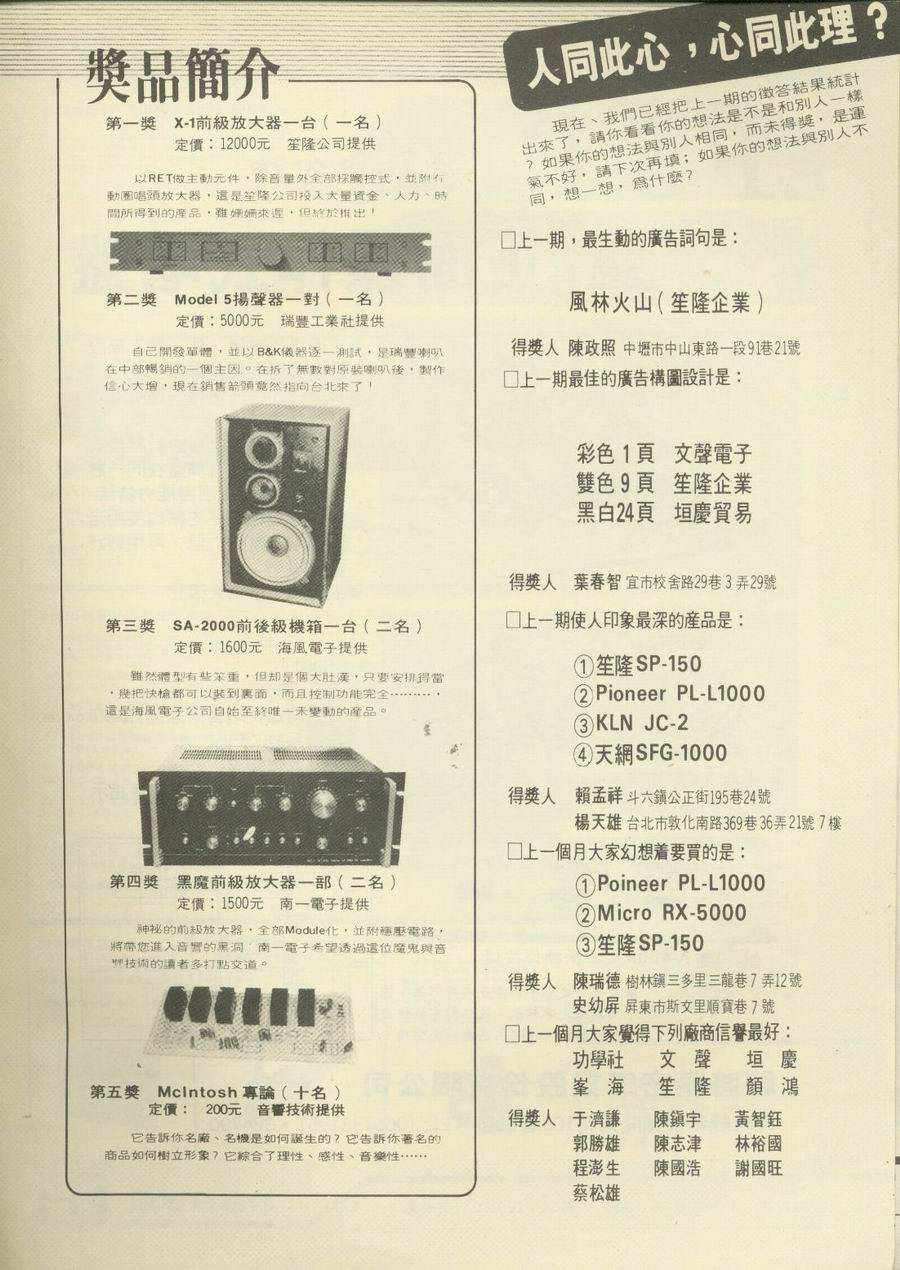 獎品簡介
第一獎 X-1前級放大器一台(一名)
定價:12000元 笙隆公司提供
以RET做主動元件,除音量外全部採觸控式,並附有
動圈唱頭放大器,這是笙隆公司投入大量資金、人力、時
間所得到的產品,雖姍姍來遲,但終於推出!
第二獎 Model 5揚聲器一對(一名)
定價:5000元 瑞豐工業社提供
自己開發單體,並以B&K儀器逐一測試,是瑞豐喇叭
在中部暢銷的一個主因。在拆了無數對原裝喇叭後,製作
信心大增,現在銷售箭頭竟然指向台北來了!
第三獎 SA-2000前後級機箱一台(二名)
定價:1600元 海風電子提供
雖然體型有些笨重,但却是個大肚漢,只要安排得當
,幾把快槍都可以裝到裏面,而且控制功能完全………,
這是海風電子公司自始至終唯一未變動的產品。
第四獎 黑魔前級放大器一部(二名)
定價:1500元 南一電子提供
神祕的前級放大器,全部Module化,並附穩壓電路,
將帶您進入音響的黑洞 南一電子希望透過這位魔鬼與音
響技術的讀者多打點交道。
第五獎 McIntosh 專論(十名)
定價: 200元 音響技術提供
它告訴你名廠、名機是如何誕生的?它告訴你著名的
商品如何樹立形象?它綜合了理性、感性、音樂性……
人同此心,心同此理?
現在、我們已經把上一期的徵答結果統計
出來了,請你看看你的想法是不是和別人一樣
?如果你的想法與別人相同,而未得獎,是運
氣不好,請下次再填;如果你的想法與別人不
同,想一想,爲什麼?
□上一期,最生動的廣告詞句是:
風林火山(笙隆企業)
得獎人 陳政照 中壢市中山東路一段91巷21號
□上一期最佳的廣告構圖設計是:
彩色1頁 文聲電子
雙色9頁 笙隆企業
黑白24頁 垣慶貿易
得獎人 葉春智 宜市校舍路29巷3弄29號
□上一期使人印象最深的產品是:
①笙隆SP-150
②Pioneer PL-L1000
③KLN JC-2
④天網SFG-1000
得獎人 賴孟祥 斗六鎭公正街195巷24號
楊天雄 台北市敦化南路369巷36弄21號7樓
□上一個月大家幻想着要買的是:
①Poineer PL-L1000
②Micro RX-5000
③笙隆SP-150
得獎人 陳瑞德 樹林鎭三多里三龍巷7弄12號
史幼屏 屏東市斯文里順寶巷7號
□上一個月大家覺得下列廠商信譽最好:
功學社 文聲 垣慶
峯海 笙隆 顏鴻
得獎人 于濟謙 陳鎭宇 黃智鈺
郭勝雄 陳志津 林裕國
程澎生 陳國浩 謝國旺
蔡松雄